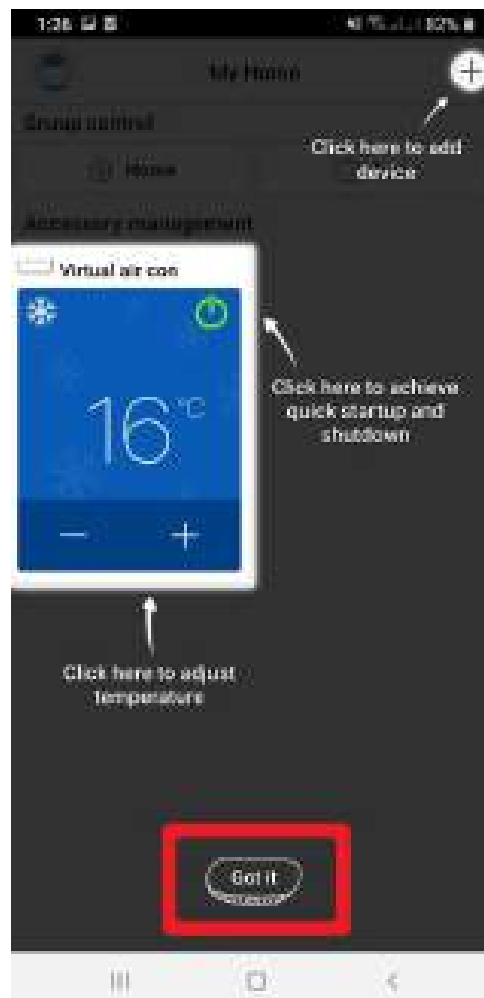 1:26 82%
My Home
Group control
Click here to add
device
Home
Accessory management
Virtual air con
16°C
Click here to achieve
quick startup and
shutdown
− +
Click here to adjust
temperature
Got it